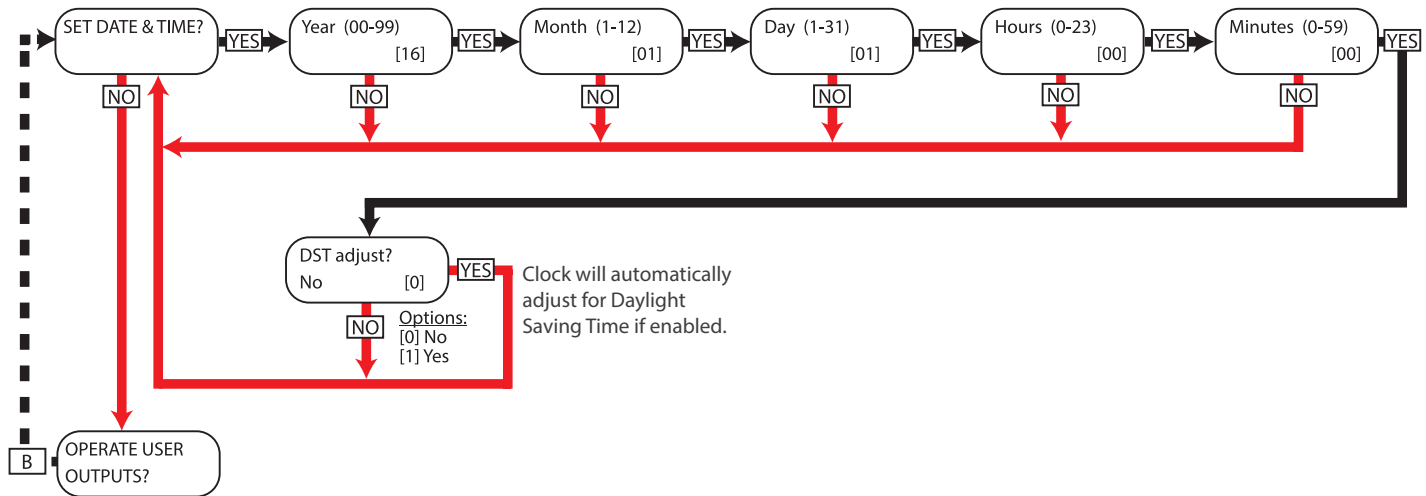 SET DATE & TIME?
YES
Year (00-99)
[16]
YES
Month (1-12)
[01]
YES
Day (1-31)
[01]
YES
Hours (0-23)
[00]
YES
Minutes (0-59)
[00]
YES
NO
NO
NO
NO
NO
NO
DST adjust?
No [0]
YES
Clock will automatically
adjust for Daylight
Saving Time if enabled.
NO
Options:
[0] No
[1] Yes
B
OPERATE USER
OUTPUTS?